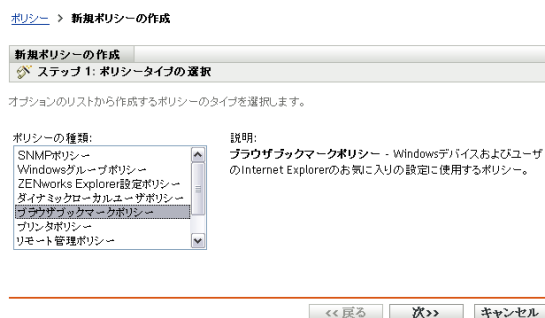 ポリシー > 新規ポリシーの作成
新規ポリシーの作成
ステップ 1: ポリシータイプの選択
オプションのリストから作成するポリシーのタイプを選択します。
ポリシーの種類:
SNMPポリシー
Windowsグループポリシー
ZENworks Explorer設定ポリシー
ダイナミックローカルユーザポリシー
ブラウザブックマークポリシー
プリンタポリシー
リモート管理ポリシー
説明:
ブラウザブックマークポリシー - Windowsデバイスおよびユーザ
のInternet Explorerのお気に入りの設定に使用するポリシー。
<< 戻る 次>> キャンセル